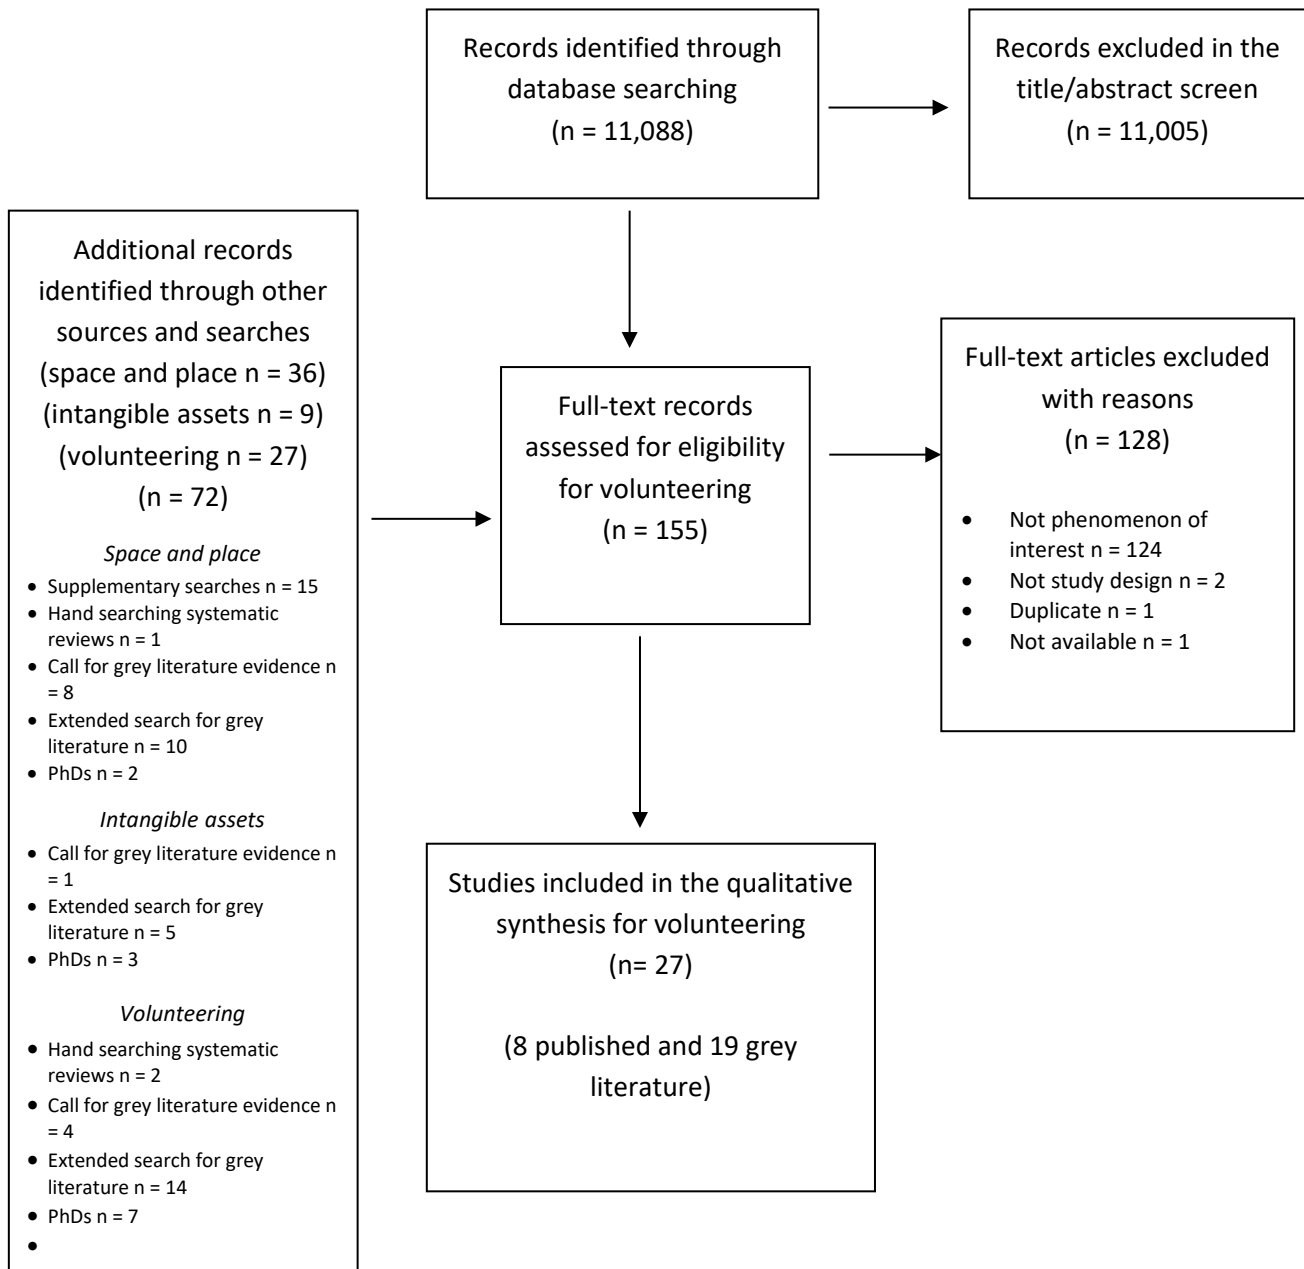 Records identified through
database searching
(n = 11,088)
Records excluded in the
title/abstract screen
(n = 11,005)
Additional records
identified through other
sources and searches
(space and place n = 36)
(intangible assets n = 9)
(volunteering n = 27)
(n = 72)
Space and place
• Supplementary searches n = 15
• Hand searching systematic
reviews n = 1
• Call for grey literature evidence n
= 8
• Extended search for grey
literature n = 10
• PhDs n = 2
Intangible assets
• Call for grey literature evidence n
= 1
• Extended search for grey
literature n = 5
• PhDs n = 3
Volunteering
• Hand searching systematic
reviews n = 2
• Call for grey literature evidence n
= 4
• Extended search for grey
literature n = 14
• PhDs n = 7
•
Full-text records
assessed for eligibility
for volunteering
(n = 155)
Full-text articles excluded
with reasons
(n = 128)
• Not phenomenon of
interest n = 124
• Not study design n = 2
• Duplicate n = 1
• Not available n = 1
Studies included in the qualitative
synthesis for volunteering
(n= 27)
(8 published and 19 grey
literature)